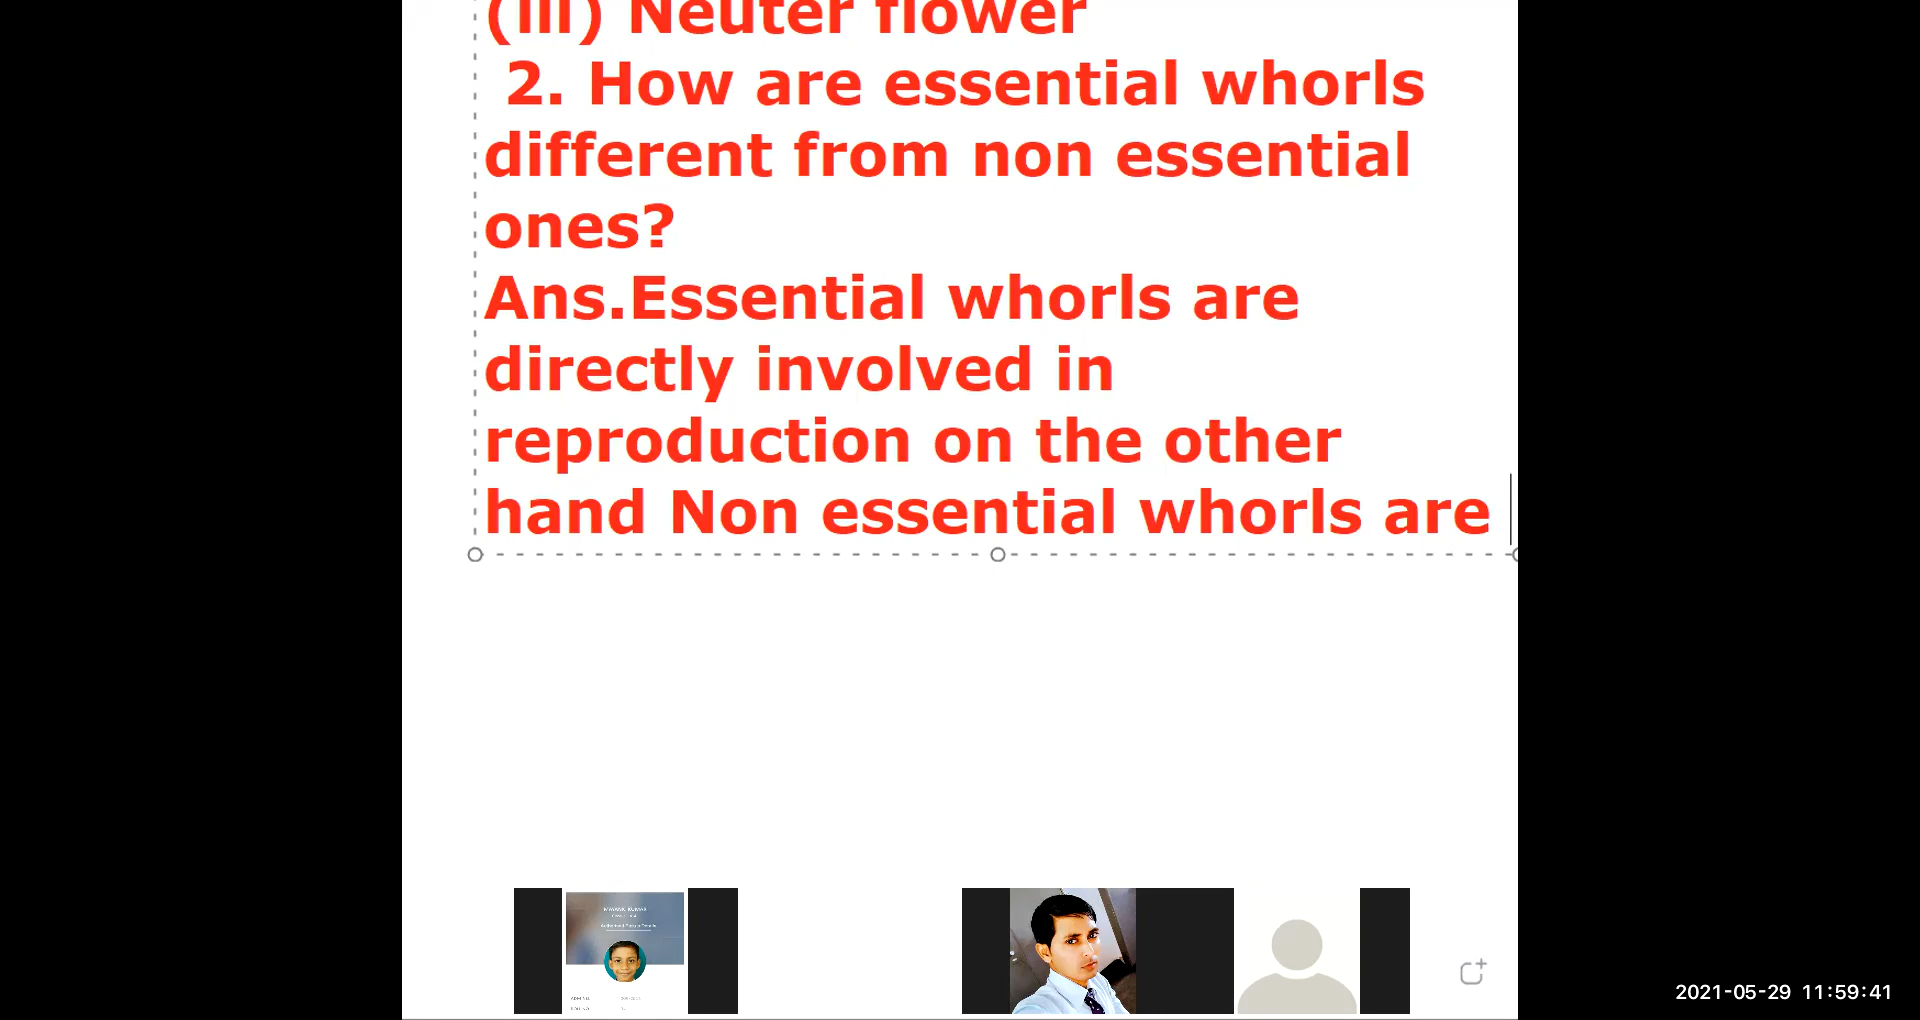 (iii) Neuter flower
2. How are essential whorls
different from non essential
ones?
Ans.Essential whorls are
directly involved in
reproduction on the other
hand Non essential whorls are
2021-05-29 11:59:41